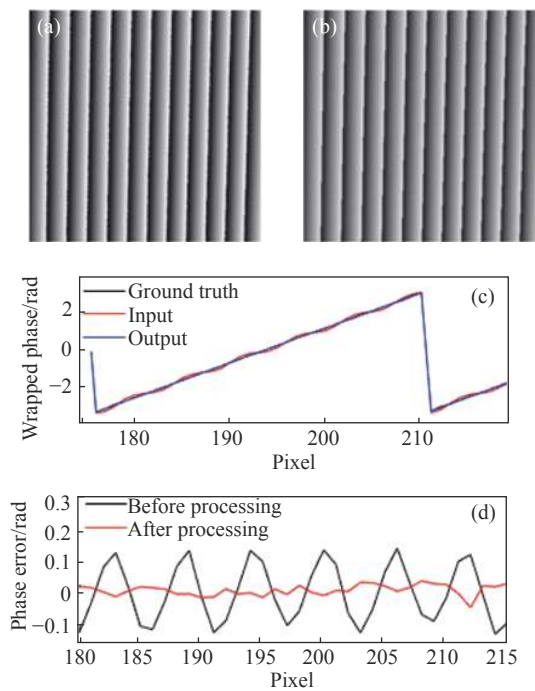 (a)
(b)
Wrapped phase/rad
2
0
−2
Ground truth
Input
Output
(c)
180
190
200
210
Pixel
Phase error/rad
0.3
0.2
0.1
0
−0.1
Before processing
After processing
(d)
180
185
190
195
200
205
210
215
Pixel